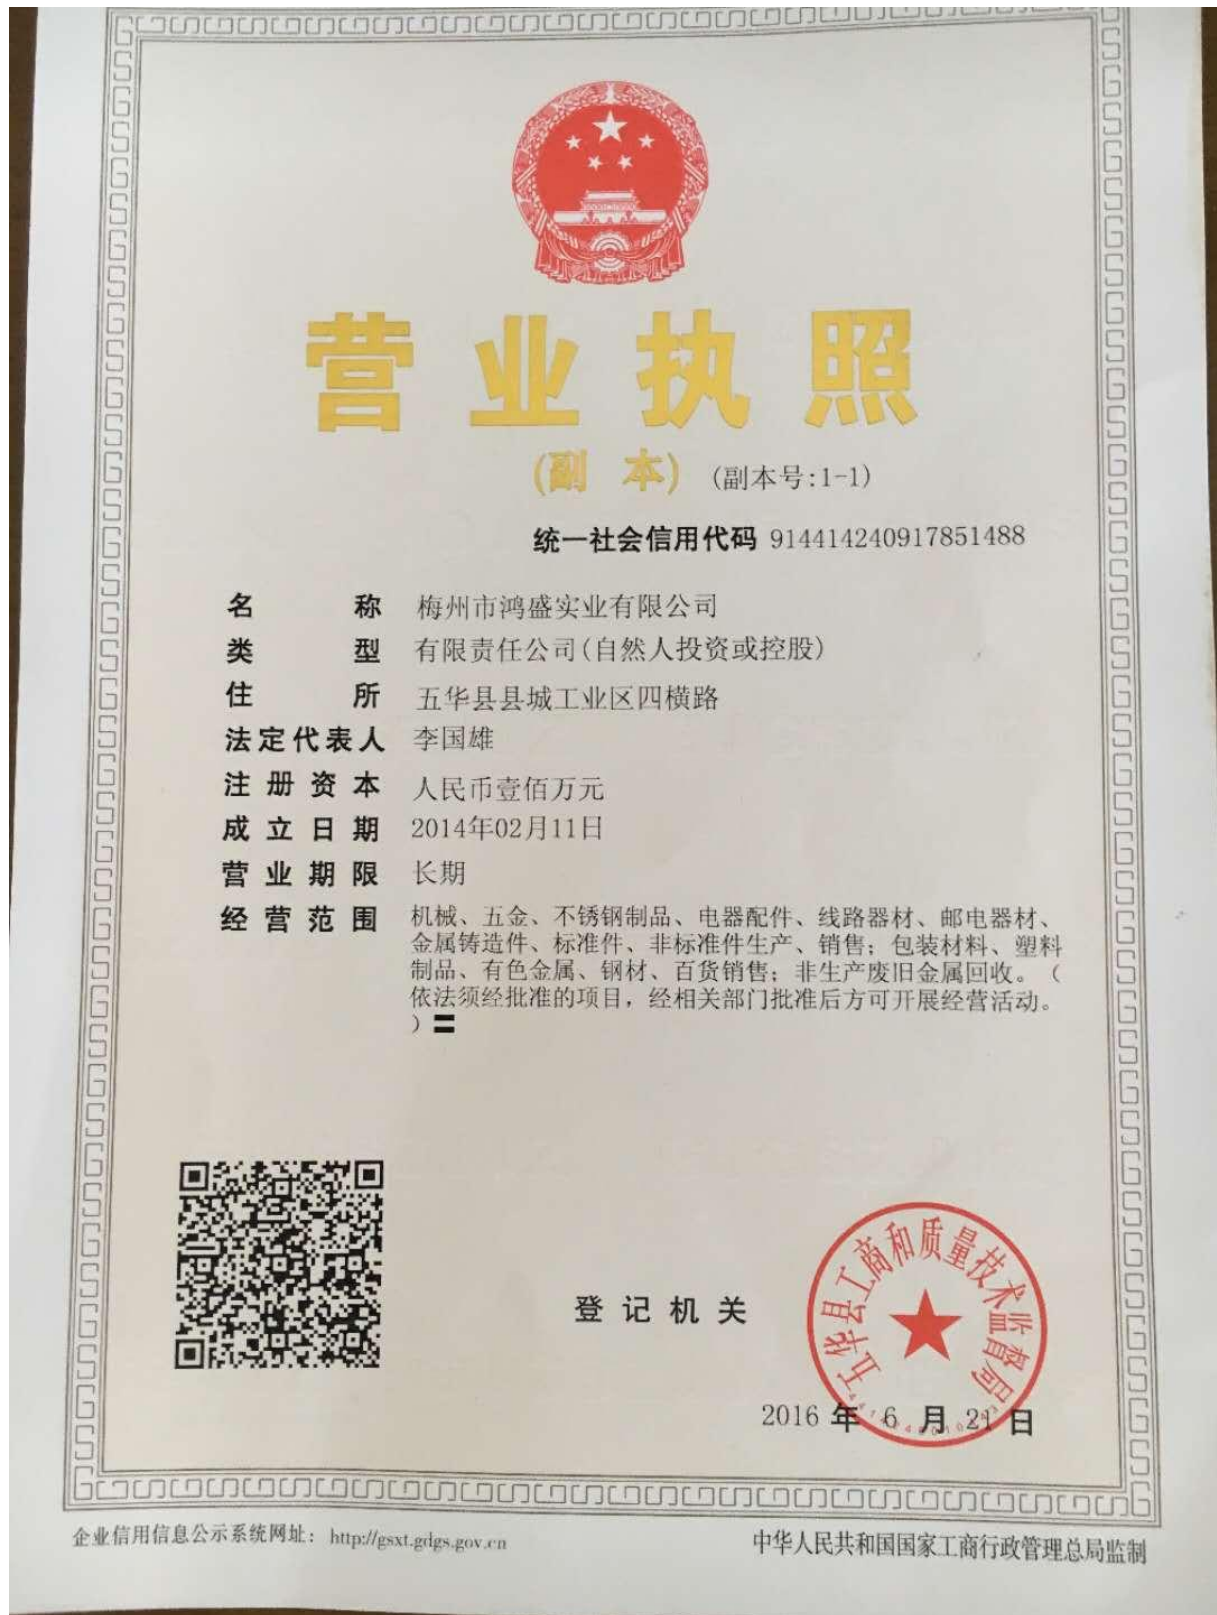 营业执照
(副 本) (副本号:1-1)
统一社会信用代码 914414240917851488
名称 梅州市鸿盛实业有限公司
类型 有限责任公司(自然人投资或控股)
住所 五华县县城工业区四横路
法定代表人 李国雄
注册资本 人民币壹佰万元
成立日期 2014年02月11日
营业期限 长期
经营范围 机械、五金、不锈钢制品、电器配件、线路器材、邮电器材、
金属铸造件、标准件、非标准件生产、销售；包装材料、塑料
制品、有色金属、钢材、百货销售；非生产废旧金属回收。（
依法须经批准的项目，经相关部门批准后方可开展经营活动。
）〓
五华县工商和质量技术监督局
登记机关
2016 年 6 月 21 日
企业信用信息公示系统网址： http://gsxt.gdgs.gov.cn
中华人民共和国国家工商行政管理总局监制